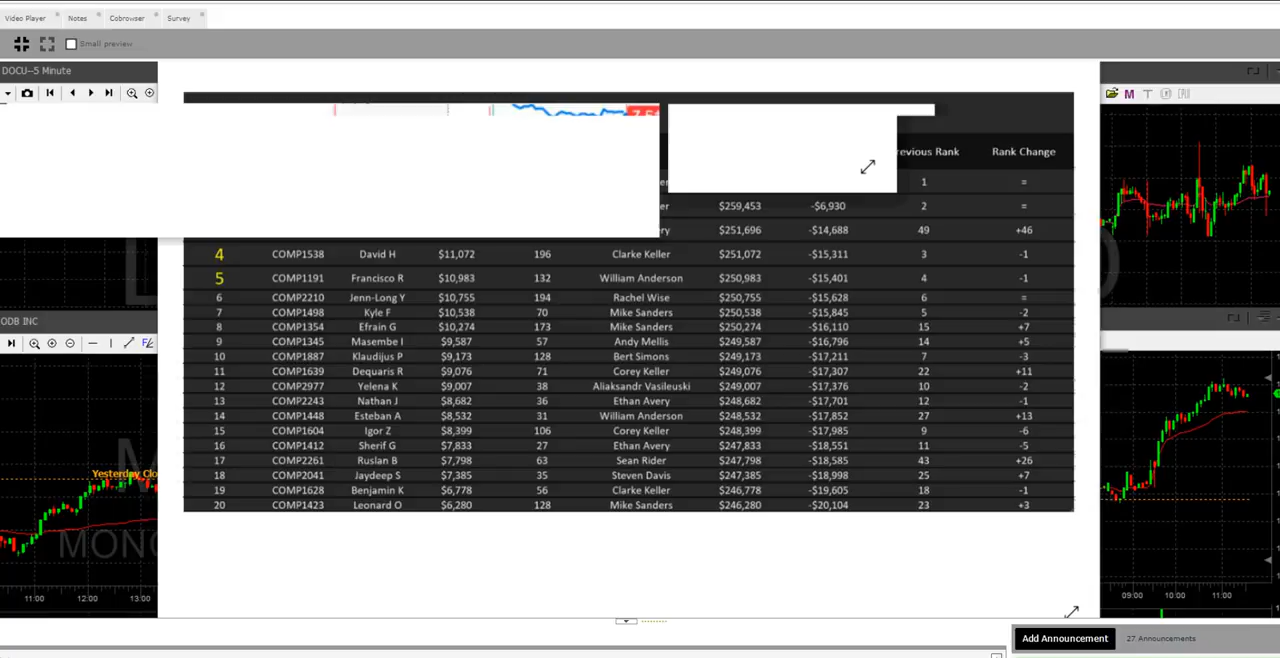 Video Player Notes Cobrowser Survey
Small preview
DOCU--5 Minute
7.5
revious Rank Rank Change
er 1 =
er $259,453 -$6,930 2 =
ery $251,696 -$14,688 49 +46
4 COMP1538 David H $11,072 196 Clarke Keller $251,072 -$15,311 3 -1
5 COMP1191 Francisco R $10,983 132 William Anderson $250,983 -$15,401 4 -1
6 COMP2210 Jenn-Long Y $10,755 194 Rachel Wise $250,755 -$15,628 6 =
7 COMP1498 Kyle F $10,538 70 Mike Sanders $250,538 -$15,845 5 -2
8 COMP1354 Efrain G $10,274 173 Mike Sanders $250,274 -$16,110 15 +7
9 COMP1345 Masembe I $9,587 57 Andy Mellis $249,587 -$16,796 14 +5
10 COMP1887 Klaudijus P $9,173 128 Bert Simons $249,173 -$17,211 7 -3
11 COMP1639 Dequaris R $9,076 71 Corey Keller $249,076 -$17,307 22 +11
12 COMP2977 Yelena K $9,007 38 Aliaksandr Vasileuski $249,007 -$17,376 10 -2
13 COMP2243 Nathan J $8,682 36 Ethan Avery $248,682 -$17,701 12 -1
14 COMP1448 Esteban A $8,532 31 William Anderson $248,532 -$17,852 27 +13
15 COMP1604 Igor Z $8,399 106 Corey Keller $248,399 -$17,985 9 -6
16 COMP1412 Sherif G $7,833 27 Ethan Avery $247,833 -$18,551 11 -5
17 COMP2261 Ruslan B $7,798 63 Sean Rider $247,798 -$18,585 43 +26
18 COMP2041 Jaydeep S $7,385 35 Steven Davis $247,385 -$18,998 25 +7
19 COMP1628 Benjamin K $6,778 56 Clarke Keller $246,778 -$19,605 18 -1
20 COMP1423 Leonard O $6,280 128 Mike Sanders $246,280 -$20,104 23 +3
ODB INC
Yesterday Clo
MONG
11:00 12:00 13:00
09:00 10:00 11:00
Add Announcement 27 Announcements